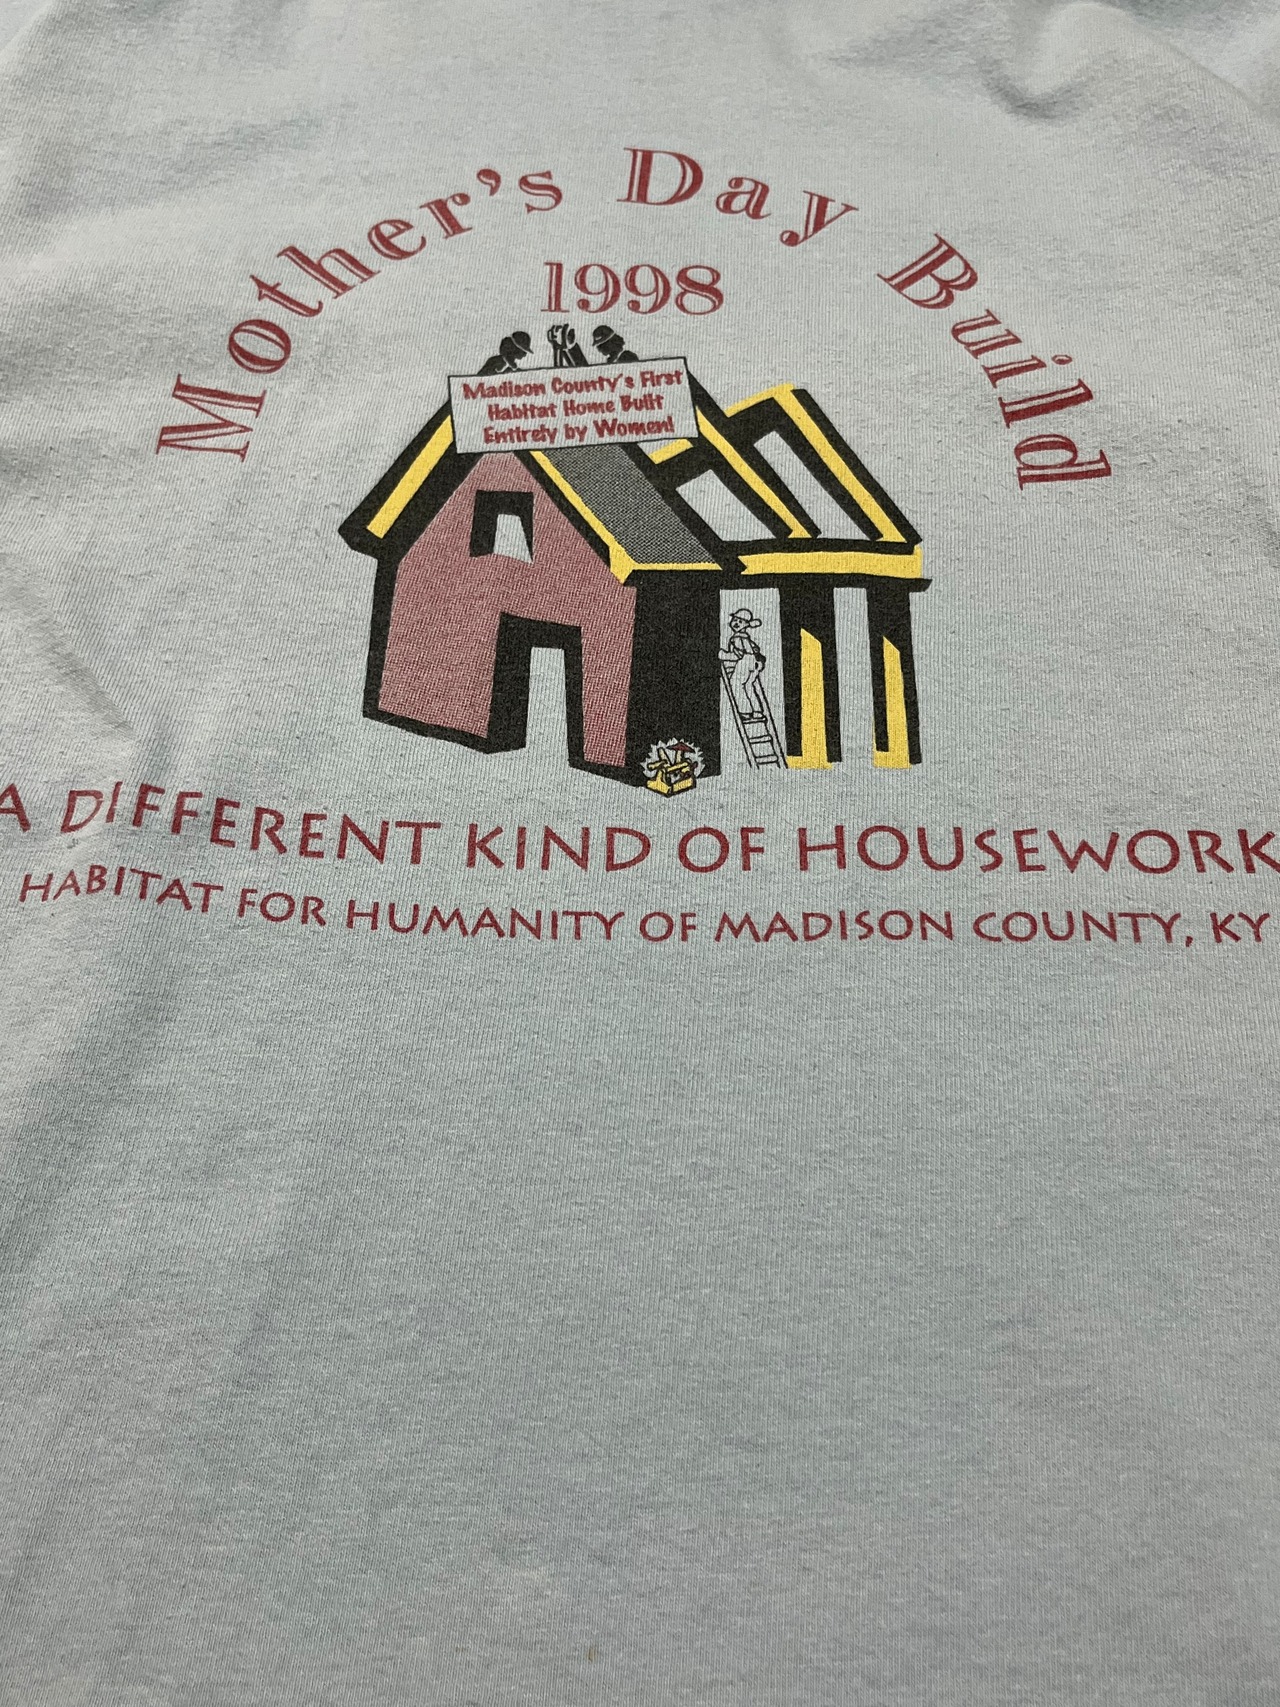 Mother's Day Build
1998
Madison County's First
Habitat Home Built
Entirely by Women!
A DIFFERENT KIND OF HOUSEWORK
HABITAT FOR HUMANITY OF MADISON COUNTY, KY